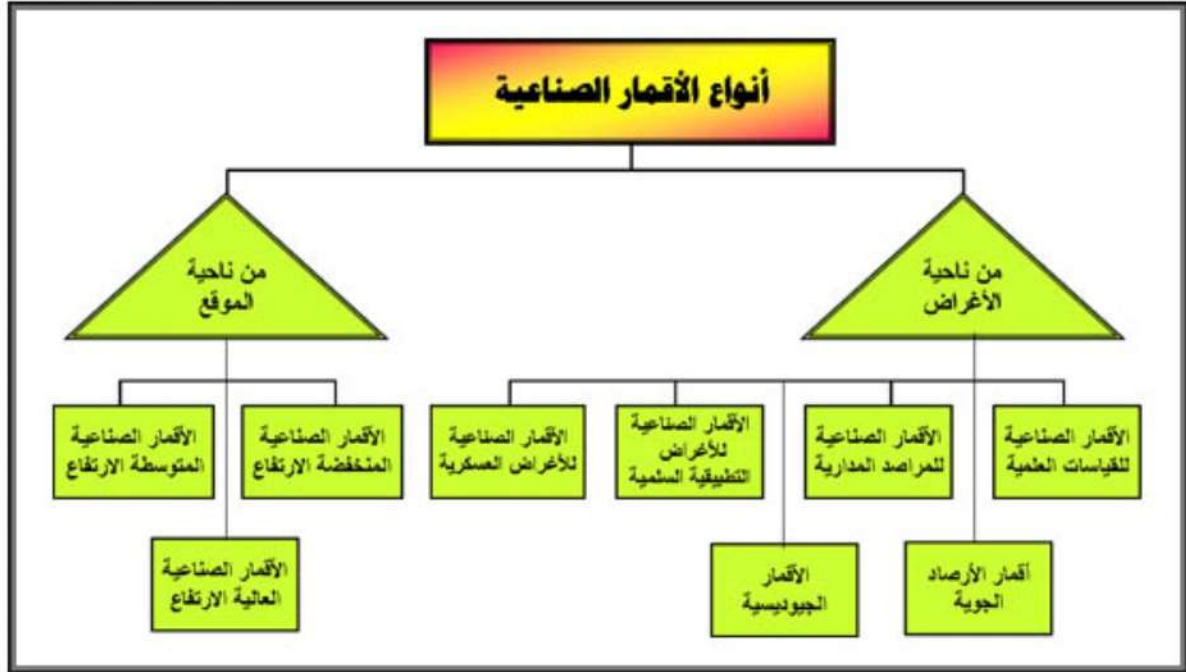 أنواع الأقمار الصناعية
من ناحية
الأغراض
من ناحية
الموقع
الأقمار الصناعية
للقياسات العلمية
الأقمار الصناعية
للمراصد المدارية
الأقمار الصناعية
للأغراض
التطبيقية السلمية
الأقمار الصناعية
للأغراض العسكرية
أقمار الأرصاد
الجوية
الأقمار
الجيوديسية
الأقمار الصناعية
المنخفضة الارتفاع
الأقمار الصناعية
المتوسطة الارتفاع
الأقمار الصناعية
العالية الارتفاع